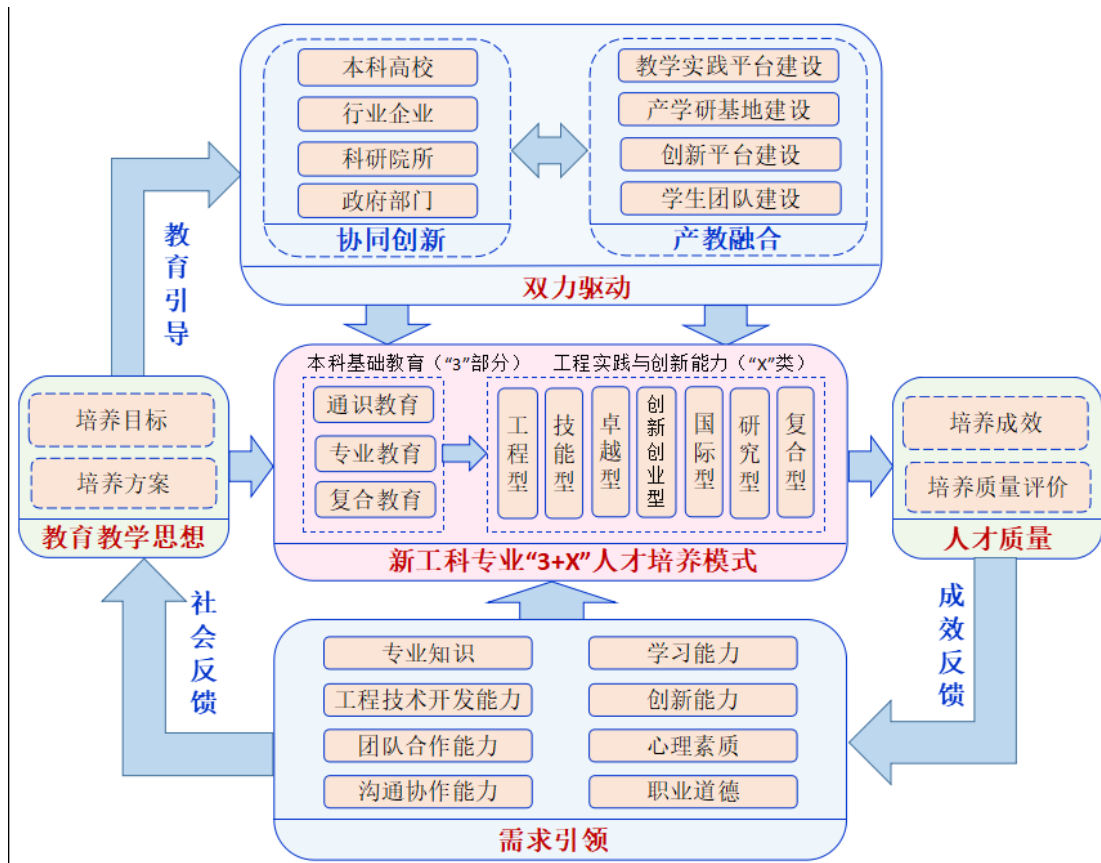 本科高校
行业企业
科研院所
政府部门
协同创新
教学实践平台建设
产学研基地建设
创新平台建设
学生团队建设
产教融合
双力驱动
教育引导
培养目标
培养方案
教育教学思想
本科基础教育（“3”部分）
通识教育
专业教育
复合教育
工程实践与创新能力（“X”类）
工程型
技能型
卓越型
创新创业型
国际型
研究型
复合型
新工科专业“3+X”人才培养模式
培养成效
培养质量评价
人才质量
社会反馈
成效反馈
专业知识
工程技术开发能力
团队合作能力
沟通协作能力
学习能力
创新能力
心理素质
职业道德
需求引领